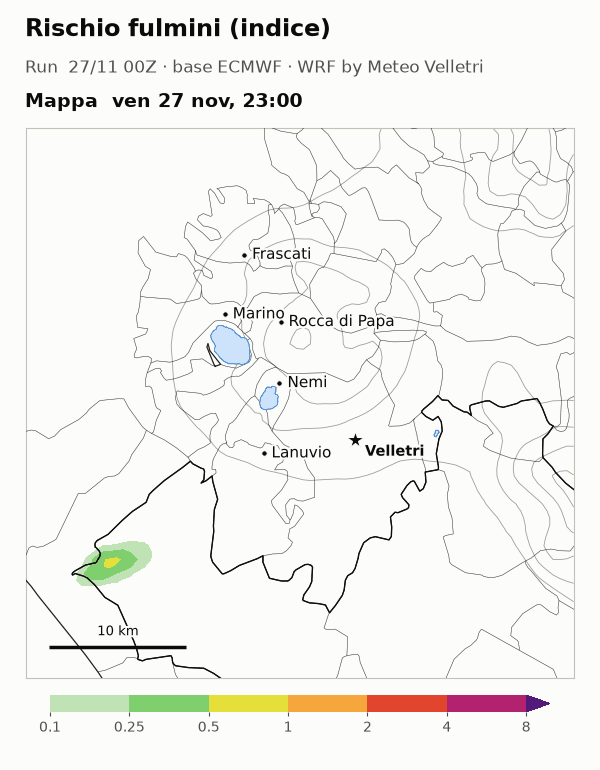 Rischio fulmini (indice)
Run  27/11 00Z · base ECMWF · WRF by Meteo Velletri
Mappa  ven 27 nov, 23:00
Frascati
Marino
Rocca di Papa
Nemi
Velletri
Lanuvio
10 km
0.1 0.25 0.5 1 2 4 8